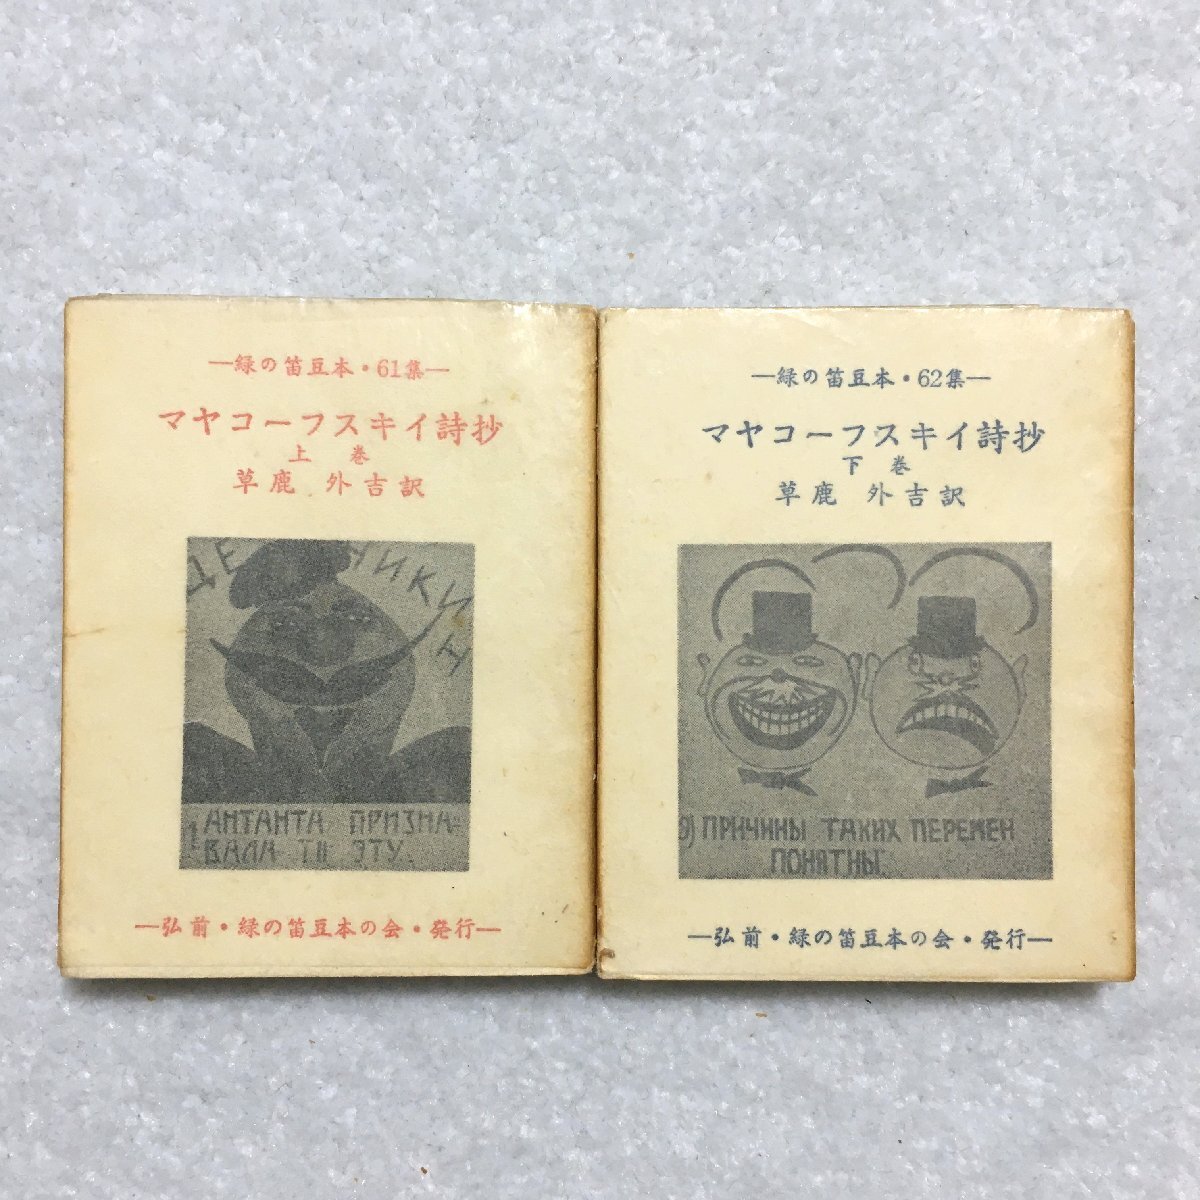 —緑の笛豆本・61集—
マヤコーフスキイ詩抄
上 巻
草鹿 外吉訳
ДЕНИКИН
1 АНТАНТА ПРИЗНА-
ВАЛА ТУ ЭТУ.
—弘前・緑の笛豆本の会・発行—
—緑の笛豆本・62集—
マヤコーフスキイ詩抄
下 巻
草鹿 外吉訳
9) ПРИЧИНЫ ТАКИХ ПЕРЕМЕН
ПОНЯТНЫ.
—弘前・緑の笛豆本の会・発行—